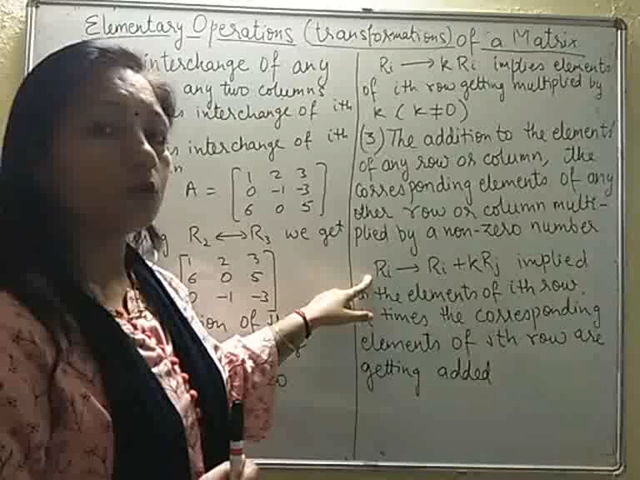 Elementary Operations (transformations) of a Matrix
interchange of any
any two columns
interchange of ith
interchange of ith
A = [ 1 2 3
0 -1 -3
6 0 5 ]
R2 ↔ R3 we get
[ 1 2 3
6 0 5
0 -1 -3 ]
Ri → k Ri implies elements
of ith row getting multiplied by
k (k ≠ 0)
(3) The addition to the elements
of any row or column, the
corresponding elements of any
other row or column multi-
plied by a non-zero number
Ri → Ri + kRj implied
the elements of ith row.
times the corresponding
elements of jth row are
getting added